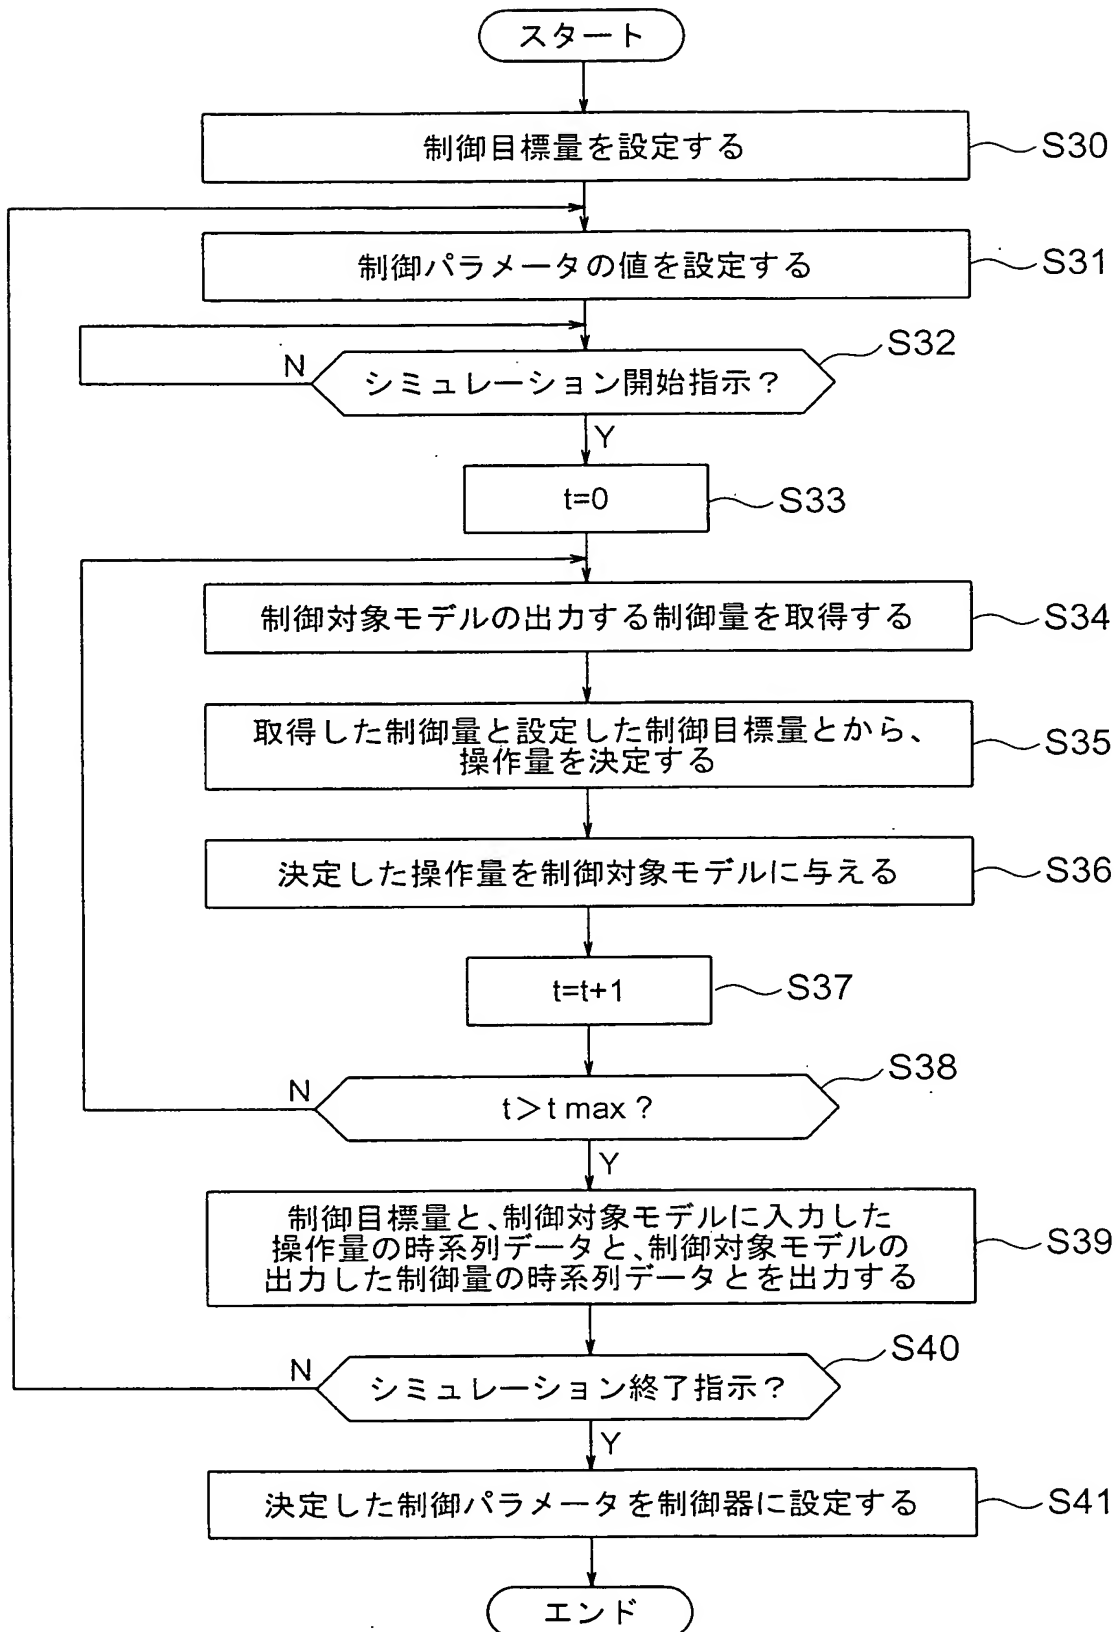 スタート
制御目標量を設定する
S30
制御パラメータの値を設定する
S31
S32
N
シミュレーション開始指示？
Y
t=0
S33
制御対象モデルの出力する制御量を取得する
S34
取得した制御量と設定した制御目標量とから、
操作量を決定する
S35
決定した操作量を制御対象モデルに与える
S36
t=t+1
S37
S38
N
t＞t max？
Y
制御目標量と、制御対象モデルに入力した
操作量の時系列データと、制御対象モデルの
出力した制御量の時系列データとを出力する
S39
S40
N
シミュレーション終了指示？
Y
決定した制御パラメータを制御器に設定する
S41
エンド